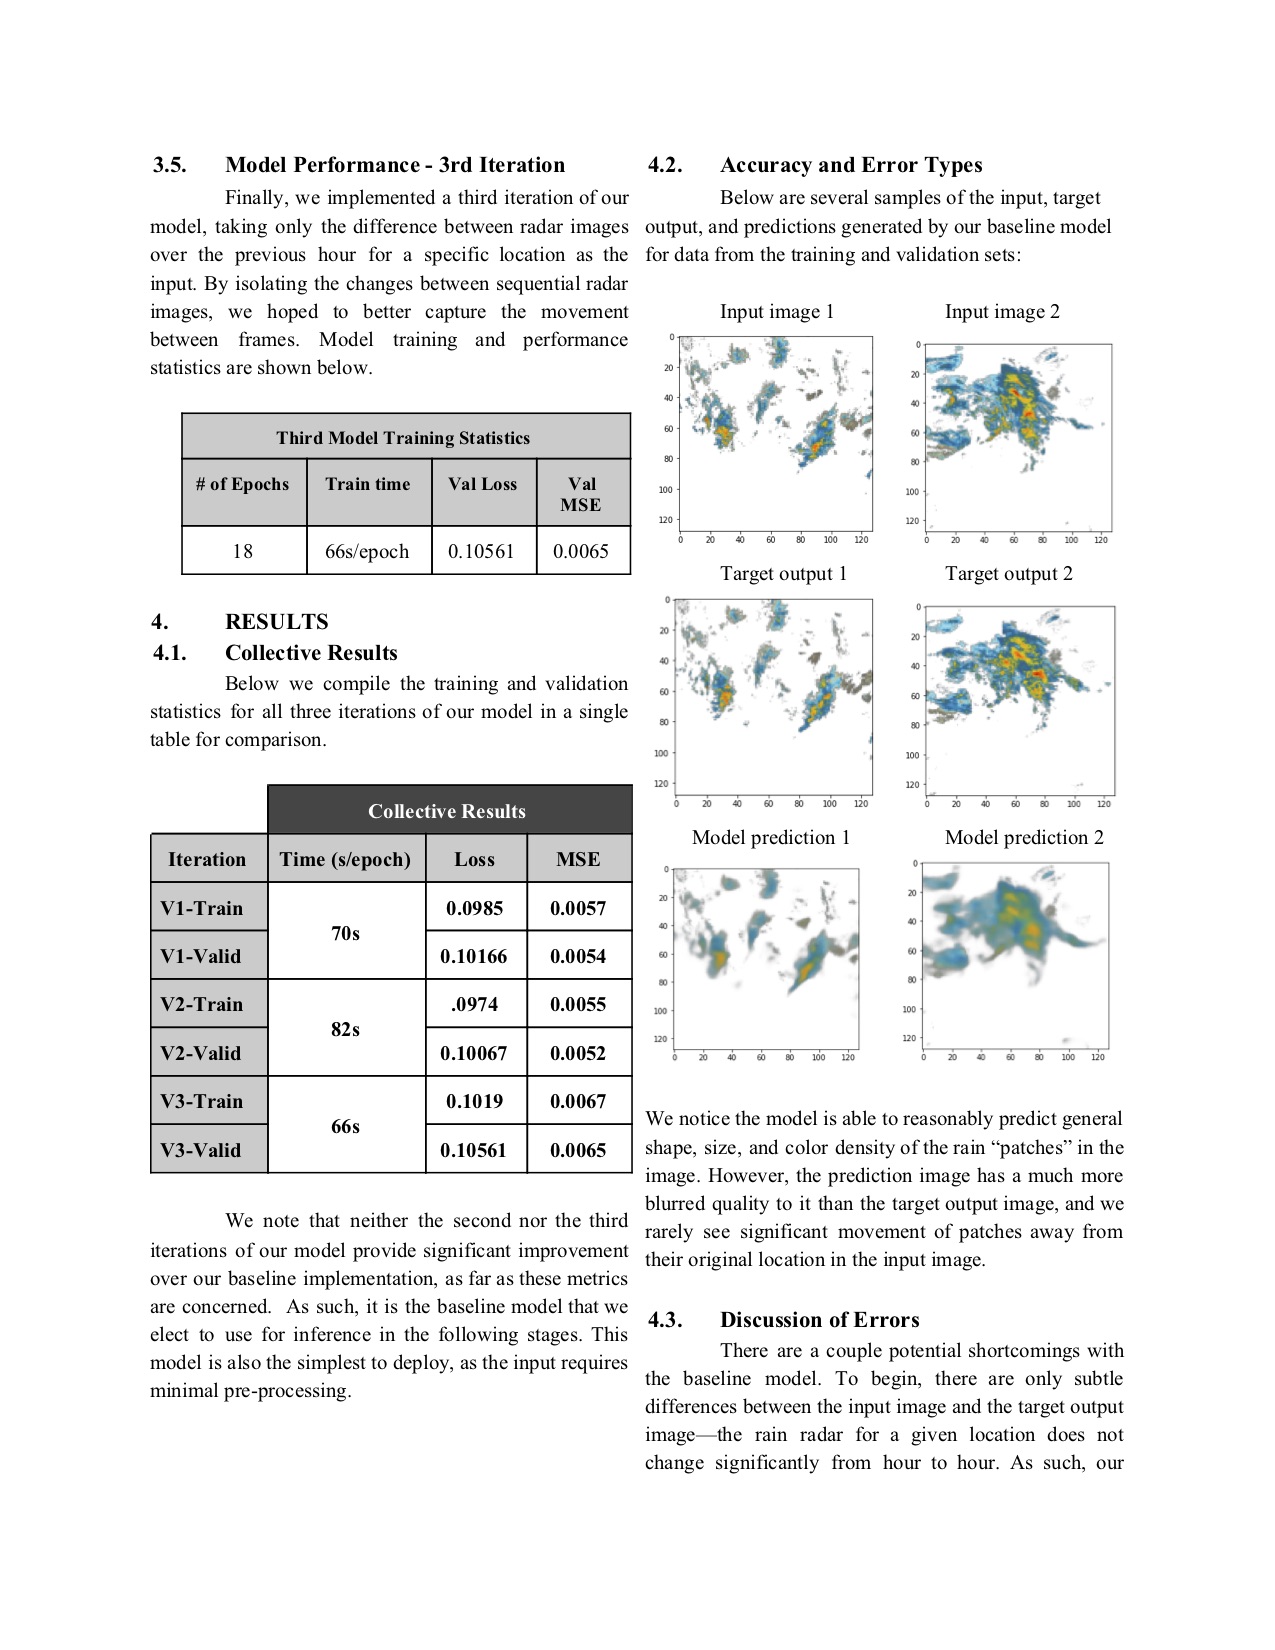 3.5. Model Performance - 3rd Iteration
Finally, we implemented a third iteration of our
model, taking only the difference between radar images
over the previous hour for a specific location as the
input. By isolating the changes between sequential radar
images, we hoped to better capture the movement
between frames. Model training and performance
statistics are shown below.
Third Model Training Statistics
# of Epochs Train time Val Loss Val
MSE
18 66s/epoch 0.10561 0.0065
4. RESULTS
4.1. Collective Results
Below we compile the training and validation
statistics for all three iterations of our model in a single
table for comparison.
Collective Results
Iteration Time (s/epoch) Loss MSE
V1-Train 0.0985 0.0057
70s
V1-Valid 0.10166 0.0054
V2-Train .0974 0.0055
82s
V2-Valid 0.10067 0.0052
V3-Train 0.1019 0.0067
66s
V3-Valid 0.10561 0.0065
We note that neither the second nor the third
iterations of our model provide significant improvement
over our baseline implementation, as far as these metrics
are concerned. As such, it is the baseline model that we
elect to use for inference in the following stages. This
model is also the simplest to deploy, as the input requires
minimal pre-processing.
4.2. Accuracy and Error Types
Below are several samples of the input, target
output, and predictions generated by our baseline model
for data from the training and validation sets:
Input image 1 Input image 2
0
20
40
60
80
100
120
0 20 40 60 80 100 120
0
20
40
60
80
100
120
0 20 40 60 80 100 120
Target output 1 Target output 2
0
20
40
60
80
100
120
0 20 40 60 80 100 120
0
20
40
60
80
100
120
0 20 40 60 80 100 120
Model prediction 1 Model prediction 2
0
20
40
60
80
100
120
0 20 40 60 80 100 120
0
20
40
60
80
100
120
0 20 40 60 80 100 120
We notice the model is able to reasonably predict general
shape, size, and color density of the rain “patches” in the
image. However, the prediction image has a much more
blurred quality to it than the target output image, and we
rarely see significant movement of patches away from
their original location in the input image.
4.3. Discussion of Errors
There are a couple potential shortcomings with
the baseline model. To begin, there are only subtle
differences between the input image and the target output
image—the rain radar for a given location does not
change significantly from hour to hour. As such, our